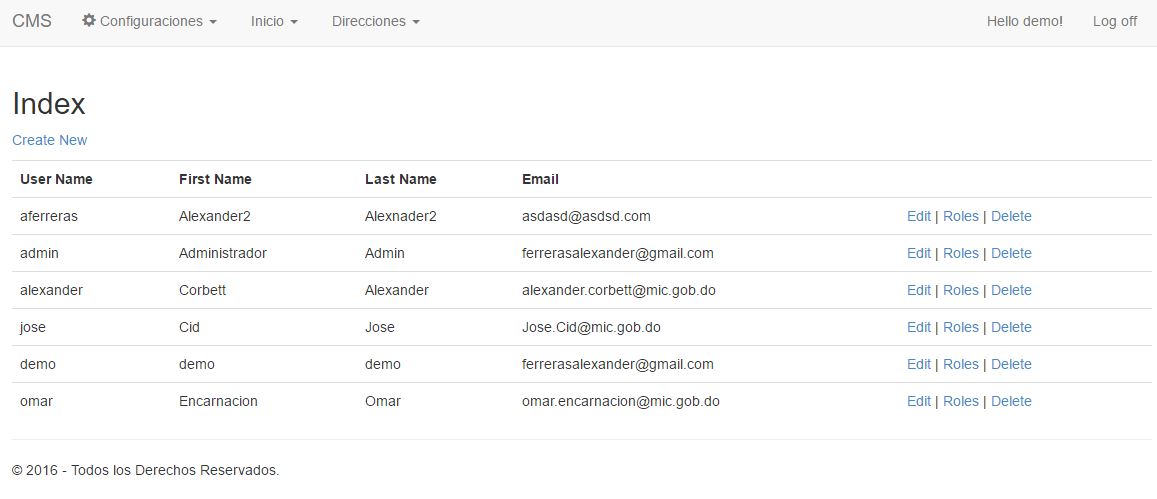 CMS Configuraciones Inicio Direcciones Hello demo! Log off
Index
Create New
User Name First Name Last Name Email
aferreras Alexander2 Alexnader2 asdasd@asdsd.com Edit | Roles | Delete
admin Administrador Admin ferrerasalexander@gmail.com Edit | Roles | Delete
alexander Corbett Alexander alexander.corbett@mic.gob.do Edit | Roles | Delete
jose Cid Jose Jose.Cid@mic.gob.do Edit | Roles | Delete
demo demo demo ferrerasalexander@gmail.com Edit | Roles | Delete
omar Encarnacion Omar omar.encarnacion@mic.gob.do Edit | Roles | Delete
© 2016 - Todos los Derechos Reservados.